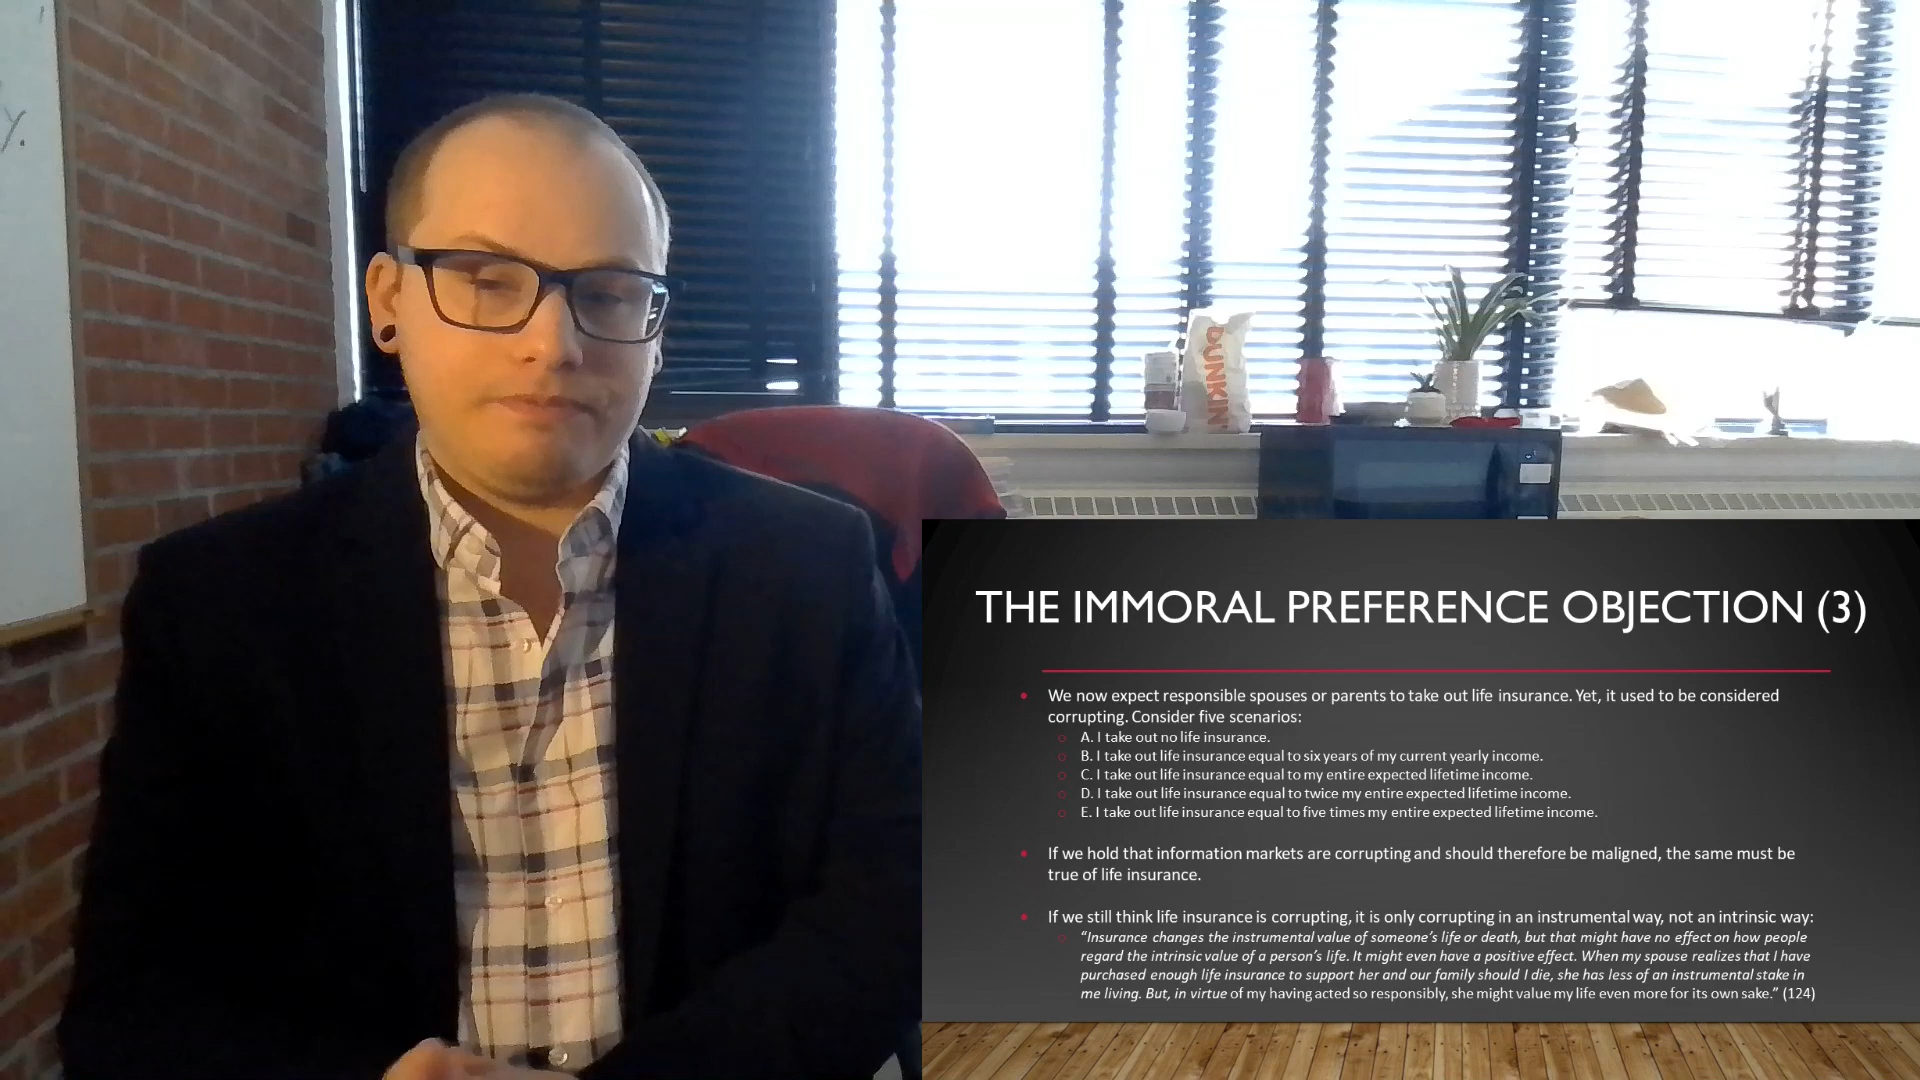 y.
DUNKIN'
THE IMMORAL PREFERENCE OBJECTION (3)
• We now expect responsible spouses or parents to take out life insurance. Yet, it used to be considered
corrupting. Consider five scenarios:
○ A. I take out no life insurance.
○ B. I take out life insurance equal to six years of my current yearly income.
○ C. I take out life insurance equal to my entire expected lifetime income.
○ D. I take out life insurance equal to twice my entire expected lifetime income.
○ E. I take out life insurance equal to five times my entire expected lifetime income.
• If we hold that information markets are corrupting and should therefore be maligned, the same must be
true of life insurance.
• If we still think life insurance is corrupting, it is only corrupting in an instrumental way, not an intrinsic way:
○ “Insurance changes the instrumental value of someone’s life or death, but that might have no effect on how people
regard the intrinsic value of a person’s life. It might even have a positive effect. When my spouse realizes that I have
purchased enough life insurance to support her and our family should I die, she has less of an instrumental stake in
me living. But, in virtue of my having acted so responsibly, she might value my life even more for its own sake.” (124)